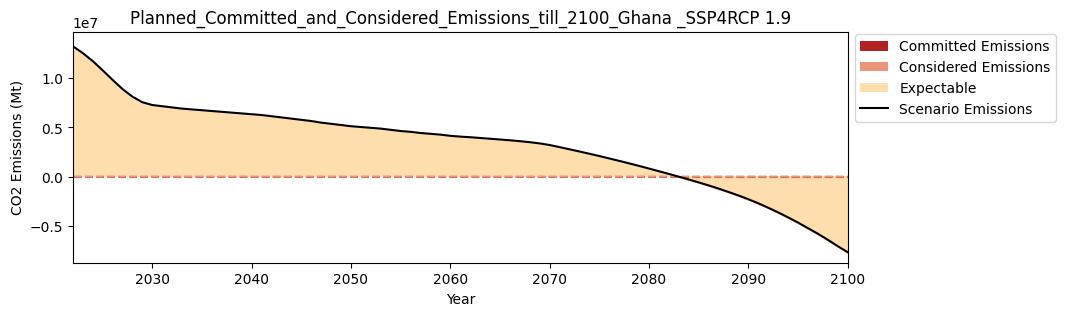 Planned_Committed_and_Considered_Emissions_till_2100_Ghana _SSP4RCP 1.9
1e7
1.0
0.5
0.0
−0.5
CO2 Emissions (Mt)
2030 2040 2050 2060 2070 2080 2090 2100
Year
Committed Emissions
Considered Emissions
Expectable
Scenario Emissions